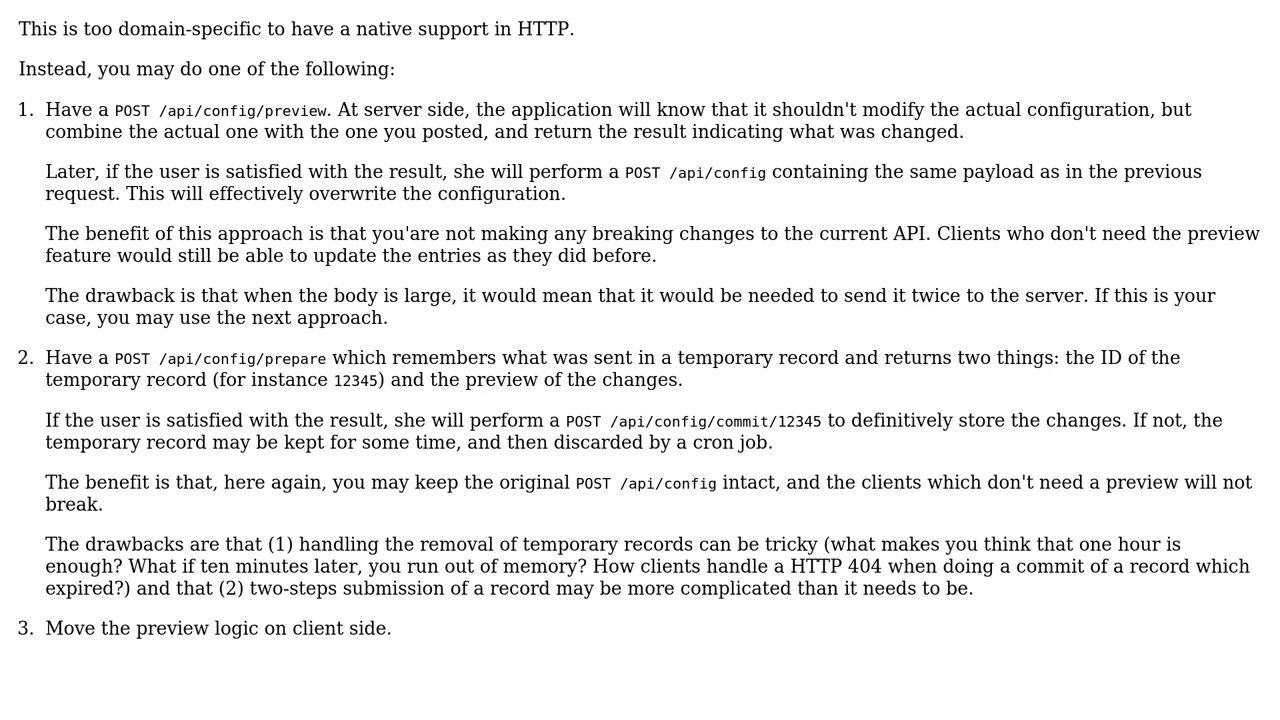 This is too domain-specific to have a native support in HTTP.
Instead, you may do one of the following:
1. Have a POST /api/config/preview. At server side, the application will know that it shouldn't modify the actual configuration, but
combine the actual one with the one you posted, and return the result indicating what was changed.
Later, if the user is satisfied with the result, she will perform a POST /api/config containing the same payload as in the previous
request. This will effectively overwrite the configuration.
The benefit of this approach is that you'are not making any breaking changes to the current API. Clients who don't need the preview
feature would still be able to update the entries as they did before.
The drawback is that when the body is large, it would mean that it would be needed to send it twice to the server. If this is your
case, you may use the next approach.
2. Have a POST /api/config/prepare which remembers what was sent in a temporary record and returns two things: the ID of the
temporary record (for instance 12345) and the preview of the changes.
If the user is satisfied with the result, she will perform a POST /api/config/commit/12345 to definitively store the changes. If not, the
temporary record may be kept for some time, and then discarded by a cron job.
The benefit is that, here again, you may keep the original POST /api/config intact, and the clients which don't need a preview will not
break.
The drawbacks are that (1) handling the removal of temporary records can be tricky (what makes you think that one hour is
enough? What if ten minutes later, you run out of memory? How clients handle a HTTP 404 when doing a commit of a record which
expired?) and that (2) two-steps submission of a record may be more complicated than it needs to be.
3. Move the preview logic on client side.